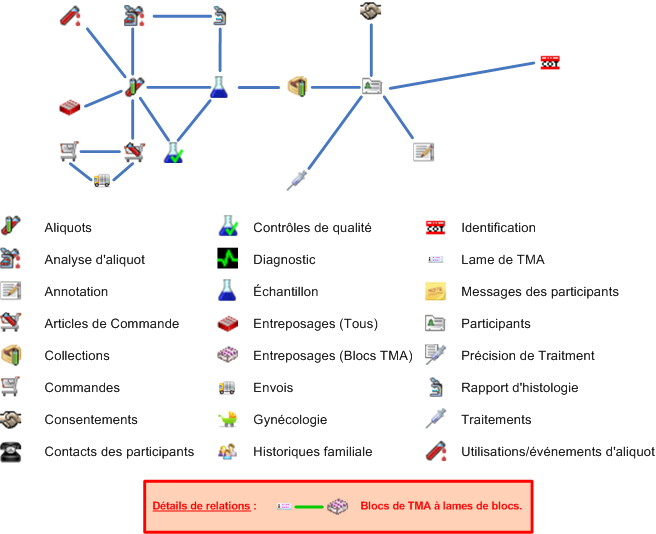 Aliquots
Contrôles de qualité
Identification
Analyse d'aliquot
Diagnostic
Lame de TMA
Annotation
Échantillon
Messages des participants
Articles de Commande
Entreposages (Tous)
Participants
Collections
Entreposages (Blocs TMA)
Précision de Traitment
Commandes
Envois
Rapport d'histologie
Consentements
Gynécologie
Traitements
Contacts des participants
Historiques familiale
Utilisations/événements d'aliquot
Détails de relations : Blocs de TMA à lames de blocs.